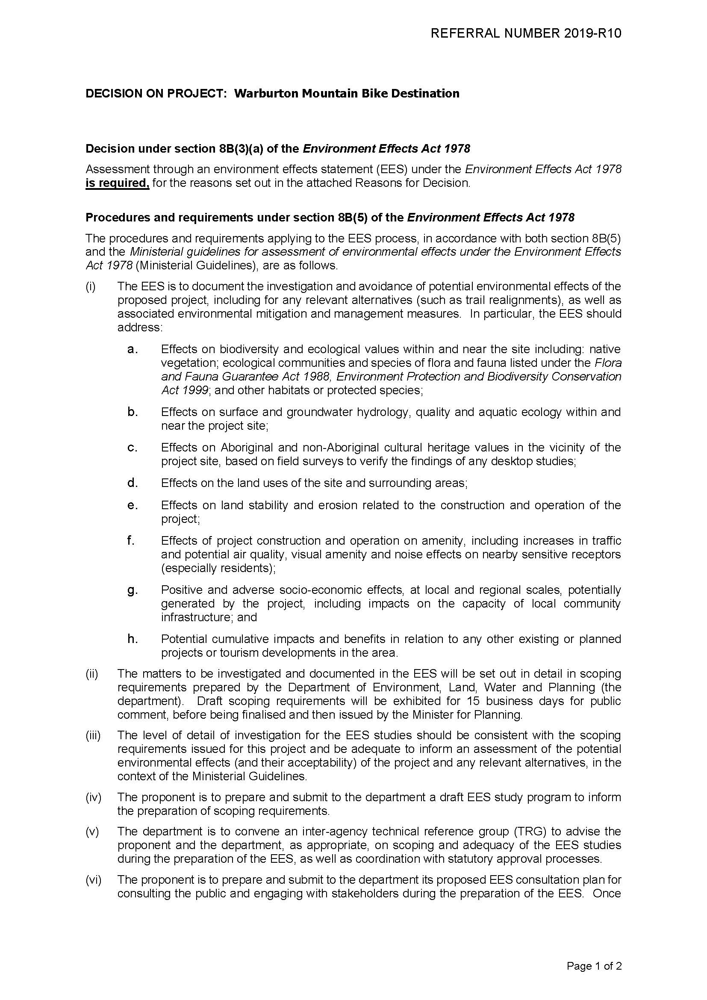 REFERRAL NUMBER 2019-R10
DECISION ON PROJECT: Warburton Mountain Bike Destination
Decision under section 8B(3)(a) of the Environment Effects Act 1978
Assessment through an environment effects statement (EES) under the Environment Effects Act 1978
is required, for the reasons set out in the attached Reasons for Decision.
Procedures and requirements under section 8B(5) of the Environment Effects Act 1978
The procedures and requirements applying to the EES process, in accordance with both section 8B(5)
and the Ministerial guidelines for assessment of environmental effects under the Environment Effects
Act 1978 (Ministerial Guidelines), are as follows.
(i) The EES is to document the investigation and avoidance of potential environmental effects of the
proposed project, including for any relevant alternatives (such as trail realignments), as well as
associated environmental mitigation and management measures. In particular, the EES should
address:
a. Effects on biodiversity and ecological values within and near the site including: native
vegetation; ecological communities and species of flora and fauna listed under the Flora
and Fauna Guarantee Act 1988, Environment Protection and Biodiversity Conservation
Act 1999; and other habitats or protected species;
b. Effects on surface and groundwater hydrology, quality and aquatic ecology within and
near the project site;
c. Effects on Aboriginal and non-Aboriginal cultural heritage values in the vicinity of the
project site, based on field surveys to verify the findings of any desktop studies;
d. Effects on the land uses of the site and surrounding areas;
e. Effects on land stability and erosion related to the construction and operation of the
project;
f. Effects of project construction and operation on amenity, including increases in traffic
and potential air quality, visual amenity and noise effects on nearby sensitive receptors
(especially residents);
g. Positive and adverse socio-economic effects, at local and regional scales, potentially
generated by the project, including impacts on the capacity of local community
infrastructure; and
h. Potential cumulative impacts and benefits in relation to any other existing or planned
projects or tourism developments in the area.
(ii) The matters to be investigated and documented in the EES will be set out in detail in scoping
requirements prepared by the Department of Environment, Land, Water and Planning (the
department). Draft scoping requirements will be exhibited for 15 business days for public
comment, before being finalised and then issued by the Minister for Planning.
(iii) The level of detail of investigation for the EES studies should be consistent with the scoping
requirements issued for this project and be adequate to inform an assessment of the potential
environmental effects (and their acceptability) of the project and any relevant alternatives, in the
context of the Ministerial Guidelines.
(iv) The proponent is to prepare and submit to the department a draft EES study program to inform
the preparation of scoping requirements.
(v) The department is to convene an inter-agency technical reference group (TRG) to advise the
proponent and the department, as appropriate, on scoping and adequacy of the EES studies
during the preparation of the EES, as well as coordination with statutory approval processes.
(vi) The proponent is to prepare and submit to the department its proposed EES consultation plan for
consulting the public and engaging with stakeholders during the preparation of the EES. Once
Page 1 of 2